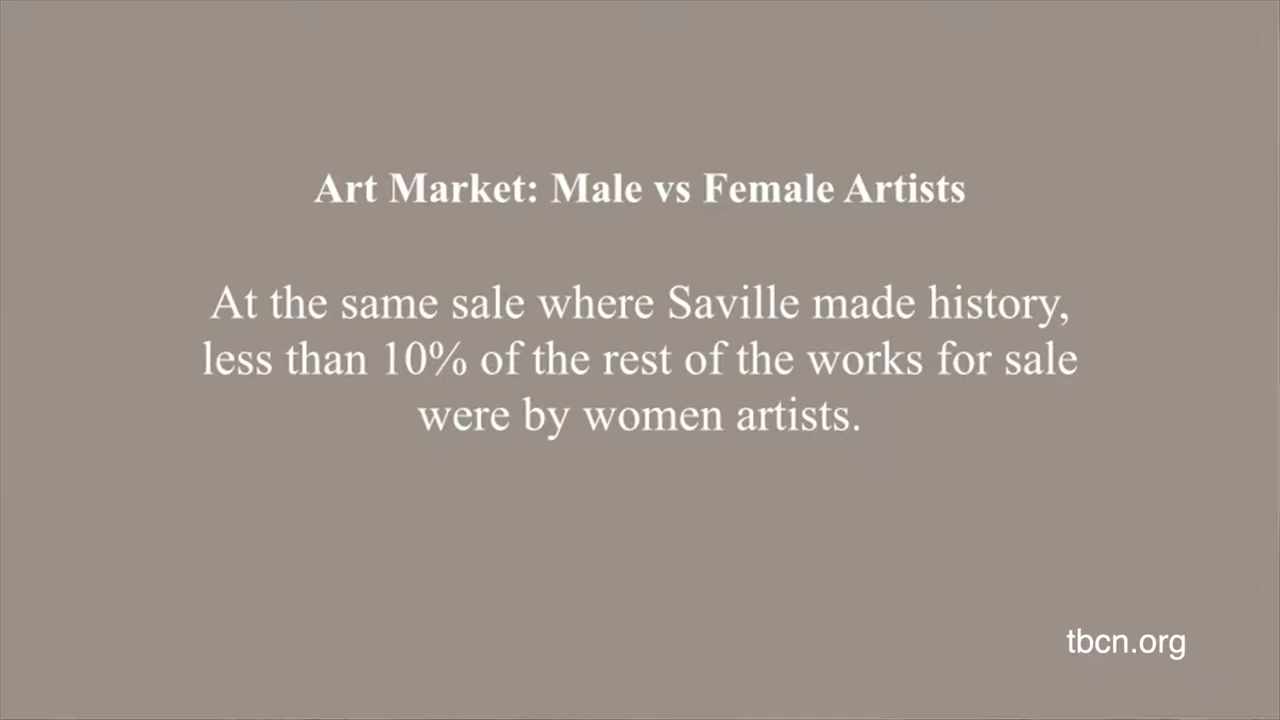 Art Market: Male vs Female Artists
At the same sale where Saville made history,
less than 10% of the rest of the works for sale
were by women artists.
tbcn.org